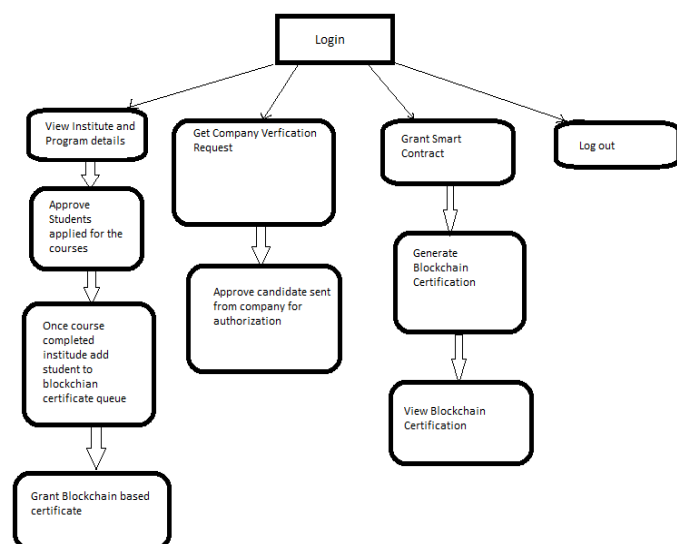 Login
View Institute and
Program details
Get Company Verfication
Request
Grant Smart
Contract
Log out
Approve
Students
applied for the
courses
Generate
Blockchain
Certification
Approve candidate sent
from company for
authorization
Once course
completed
institude add
student to
blockchian
certificate queue
View Blockchain
Certification
Grant Blockchain based
certificate